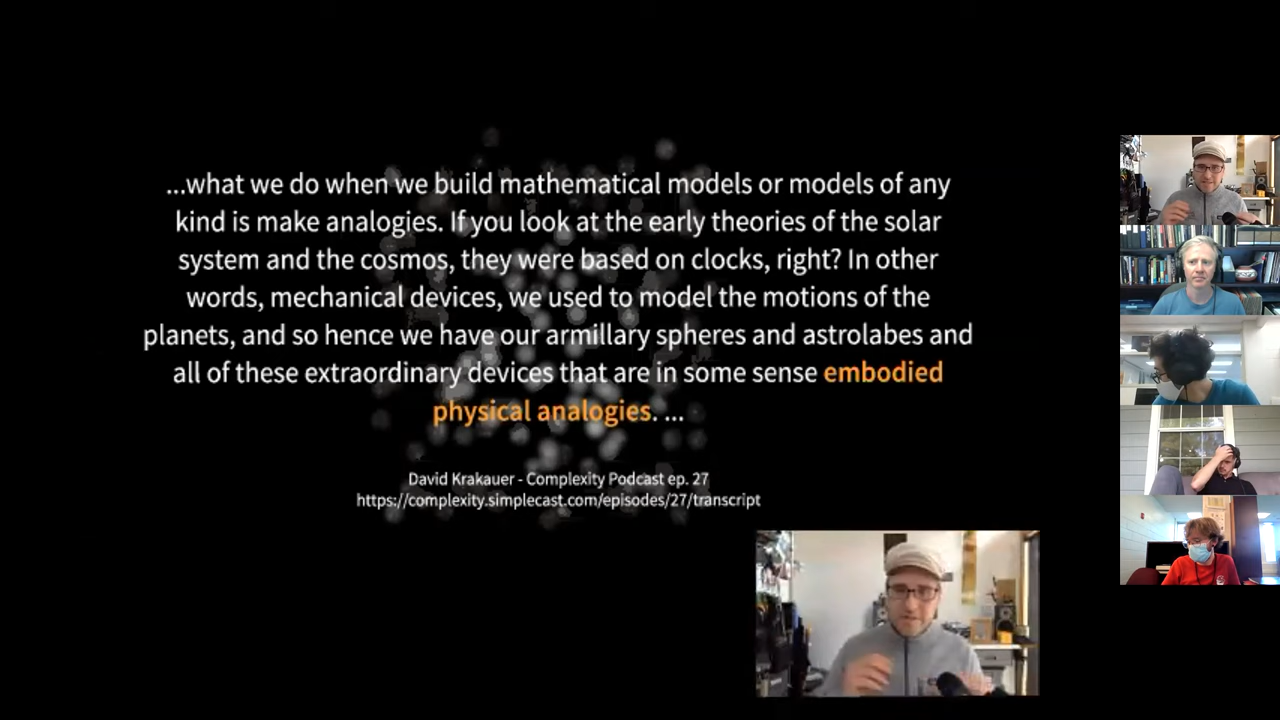 ...what we do when we build mathematical models or models of any
kind is make analogies. If you look at the early theories of the solar
system and the cosmos, they were based on clocks, right? In other
words, mechanical devices, we used to model the motions of the
planets, and so hence we have our armillary spheres and astrolabes and
all of these extraordinary devices that are in some sense embodied
physical analogies. ...
David Krakauer - Complexity Podcast ep. 27
https://complexity.simplecast.com/episodes/27/transcript